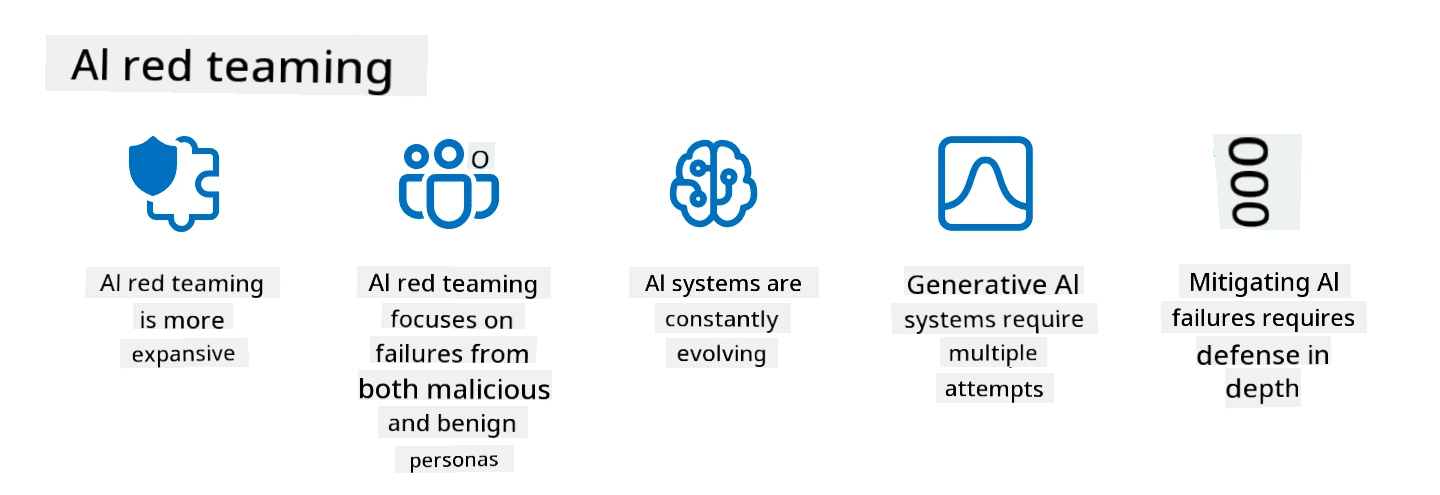 AI red teaming
O
000
AI red teaming
is more
expansive
AI red teaming
focuses on
failures from
both malicious
and benign
personas
AI systems are
constantly
evolving
Generative AI
systems require
multiple
attempts
Mitigating AI
failures requires
defense in
depth